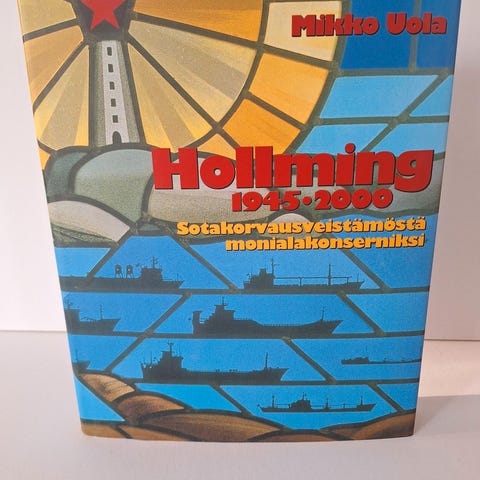 Mikko Uola
Hollming
1945·2000
Sotakorvausveistämöstä
monialakonserniksi